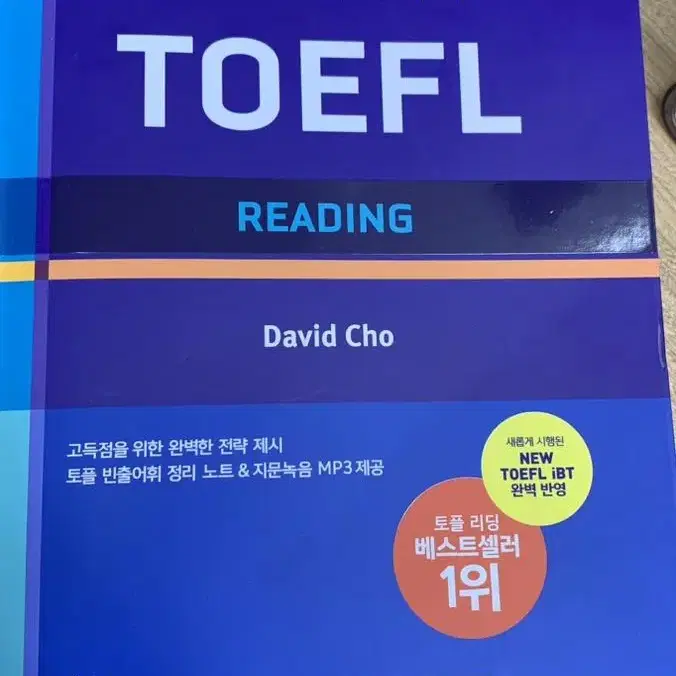 TOEFL
READING
David Cho
고득점을 위한 완벽한 전략 제시
토플 빈출어휘 정리 노트 & 지문녹음 MP3 제공
새롭게 시행된
NEW
TOEFL iBT
완벽 반영
토플 리딩
베스트셀러
1위